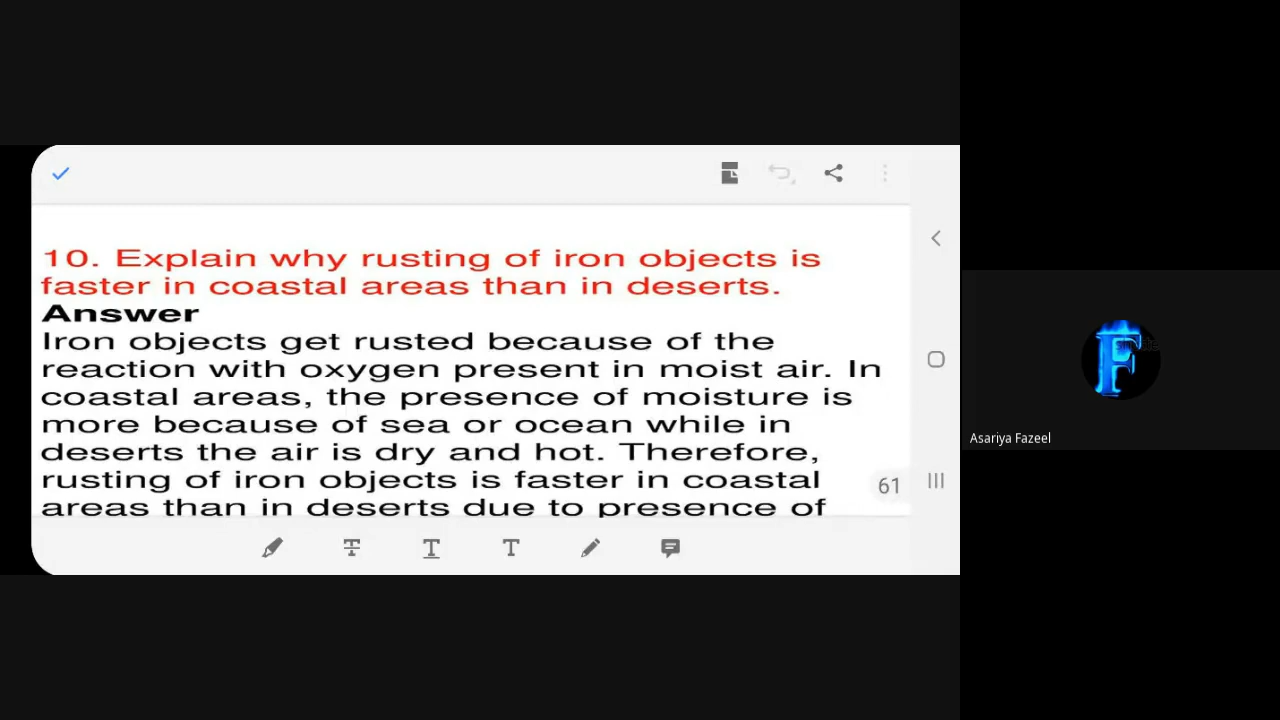 10. Explain why rusting of iron objects is
faster in coastal areas than in deserts.
Answer
Iron objects get rusted because of the
reaction with oxygen present in moist air. In
coastal areas, the presence of moisture is
more because of sea or ocean while in
deserts the air is dry and hot. Therefore,
rusting of iron objects is faster in coastal
areas than in deserts due to presence of
61
F
Asariya Fazeel